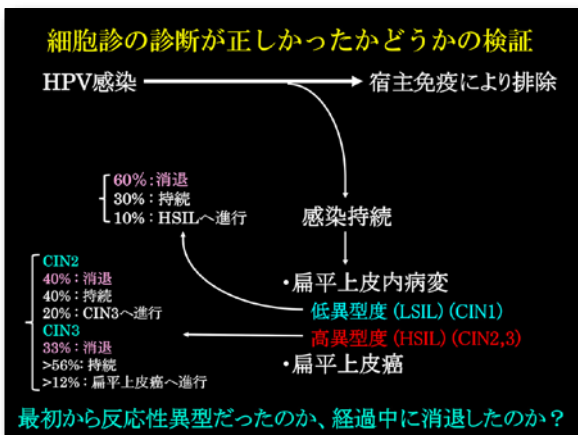 細胞診の診断が正しかったかどうかの検証
HPV感染 宿主免疫により排除
60%:消退
30%:持続
10%:HSILへ進行
感染持続
・扁平上皮内病変
低異型度 (LSIL) (CIN1)
高異型度 (HSIL) (CIN2,3)
・扁平上皮癌
CIN2
40%:消退
40%:持続
20%:CIN3へ進行
CIN3
33%:消退
>56%:持続
>12%:扁平上皮癌へ進行
最初から反応性異型だったのか、経過中に消退したのか?